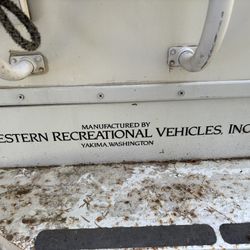 MANUFACTURED BY
ESTERN RECREATIONAL VEHICLES, INC.
YAKIMA, WASHINGTON